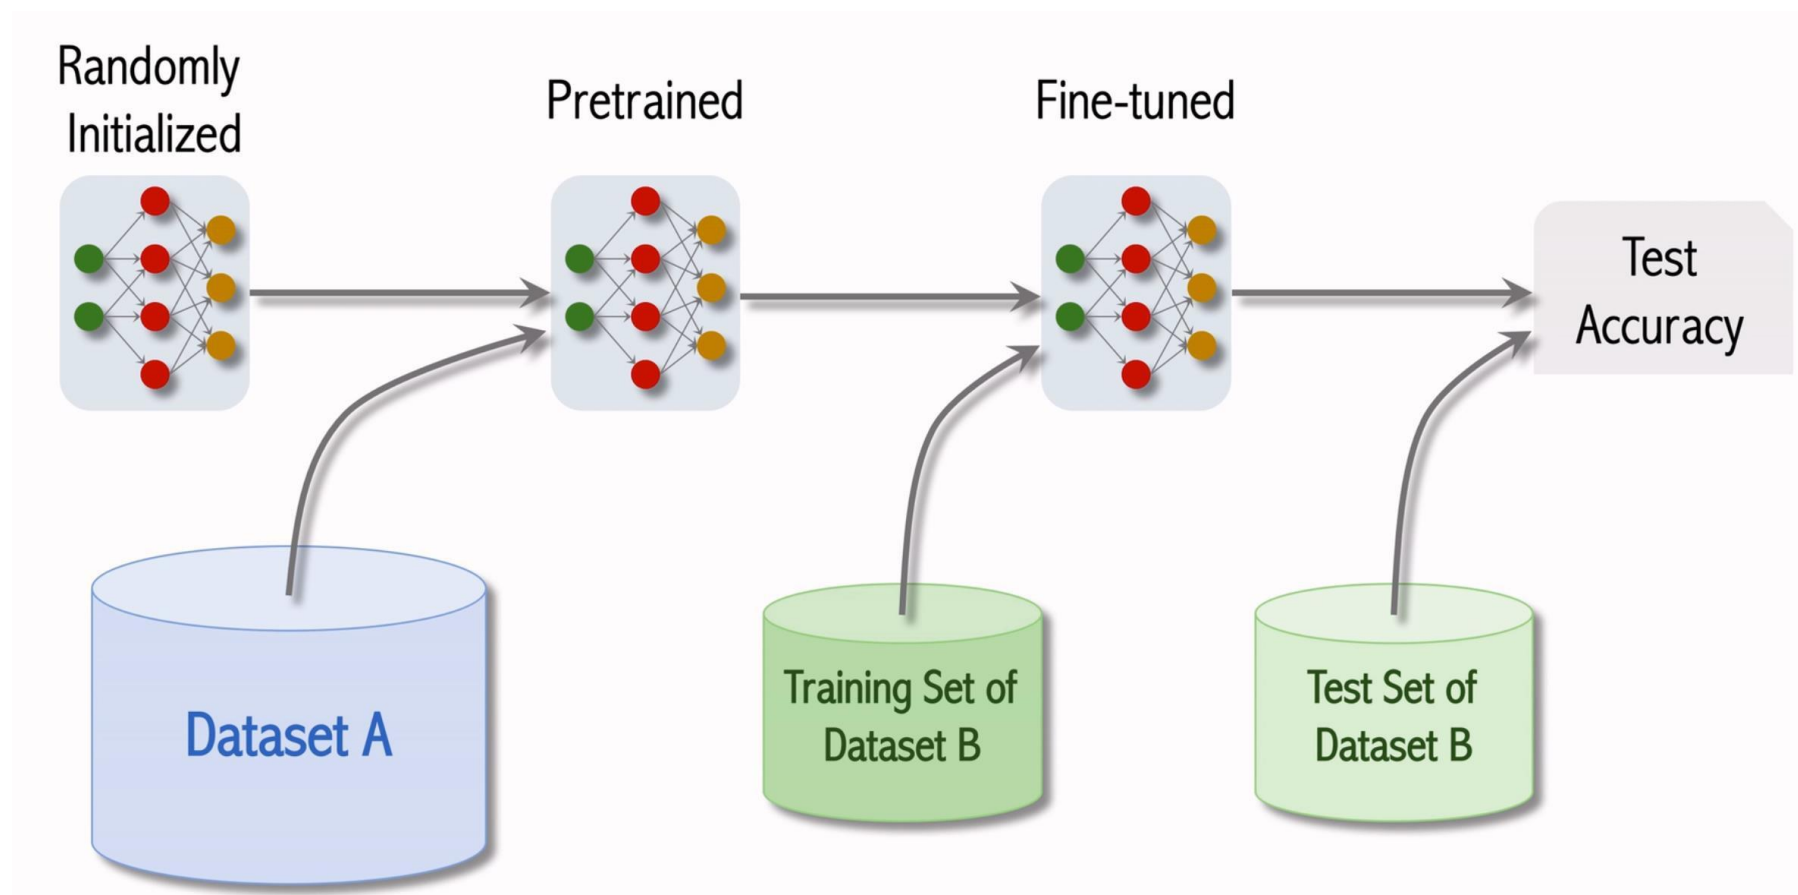 Randomly
Initialized
Pretrained
Fine-tuned
Test
Accuracy
Dataset A
Training Set of
Dataset B
Test Set of
Dataset B